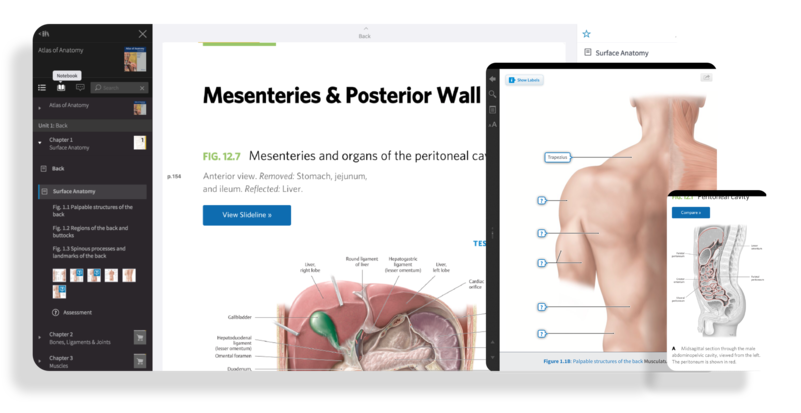 Atlas of Anatomy
Notebook
Search
Atlas of Anatomy
Unit 1: Back
Chapter 1
Surface Anatomy
Back
Surface Anatomy
Fig. 1.1 Palpable structures of the
back
Fig. 1.2 Regions of the back and
buttocks
Fig. 1.3 Spinous processes and
landmarks of the back
Assessment
Chapter 2
Bones, Ligaments & Joints
Chapter 3
Muscles
Back
Mesenteries & Posterior Wall
p.164
FIG. 12.7 Mesenteries and organs of the peritoneal cav
Anterior view. Removed: Stomach, jejunum,
and ileum. Reflected: Liver.
View Slideline »
TES
Liver,
right lobe
Round ligament
of liver
Hepatogastric
ligament
(lesser omentum)
Liver,
left lobe
Cardiac
orifice
Gallbladder
Hepatoduodenal
ligament
(lesser omentum)
Omental foramen
Duodenum
Surface Anatomy
Show Labels
AA
Trapezius
?
?
?
?
?
Figure 1.1B: Palpable structures of the back Musculatu
FIG. 12.7 Peritoneal cavity
Compare »
A Midsagittal section through the male
abdominopelvic cavity, viewed from the left.
The peritoneum is shown in red.